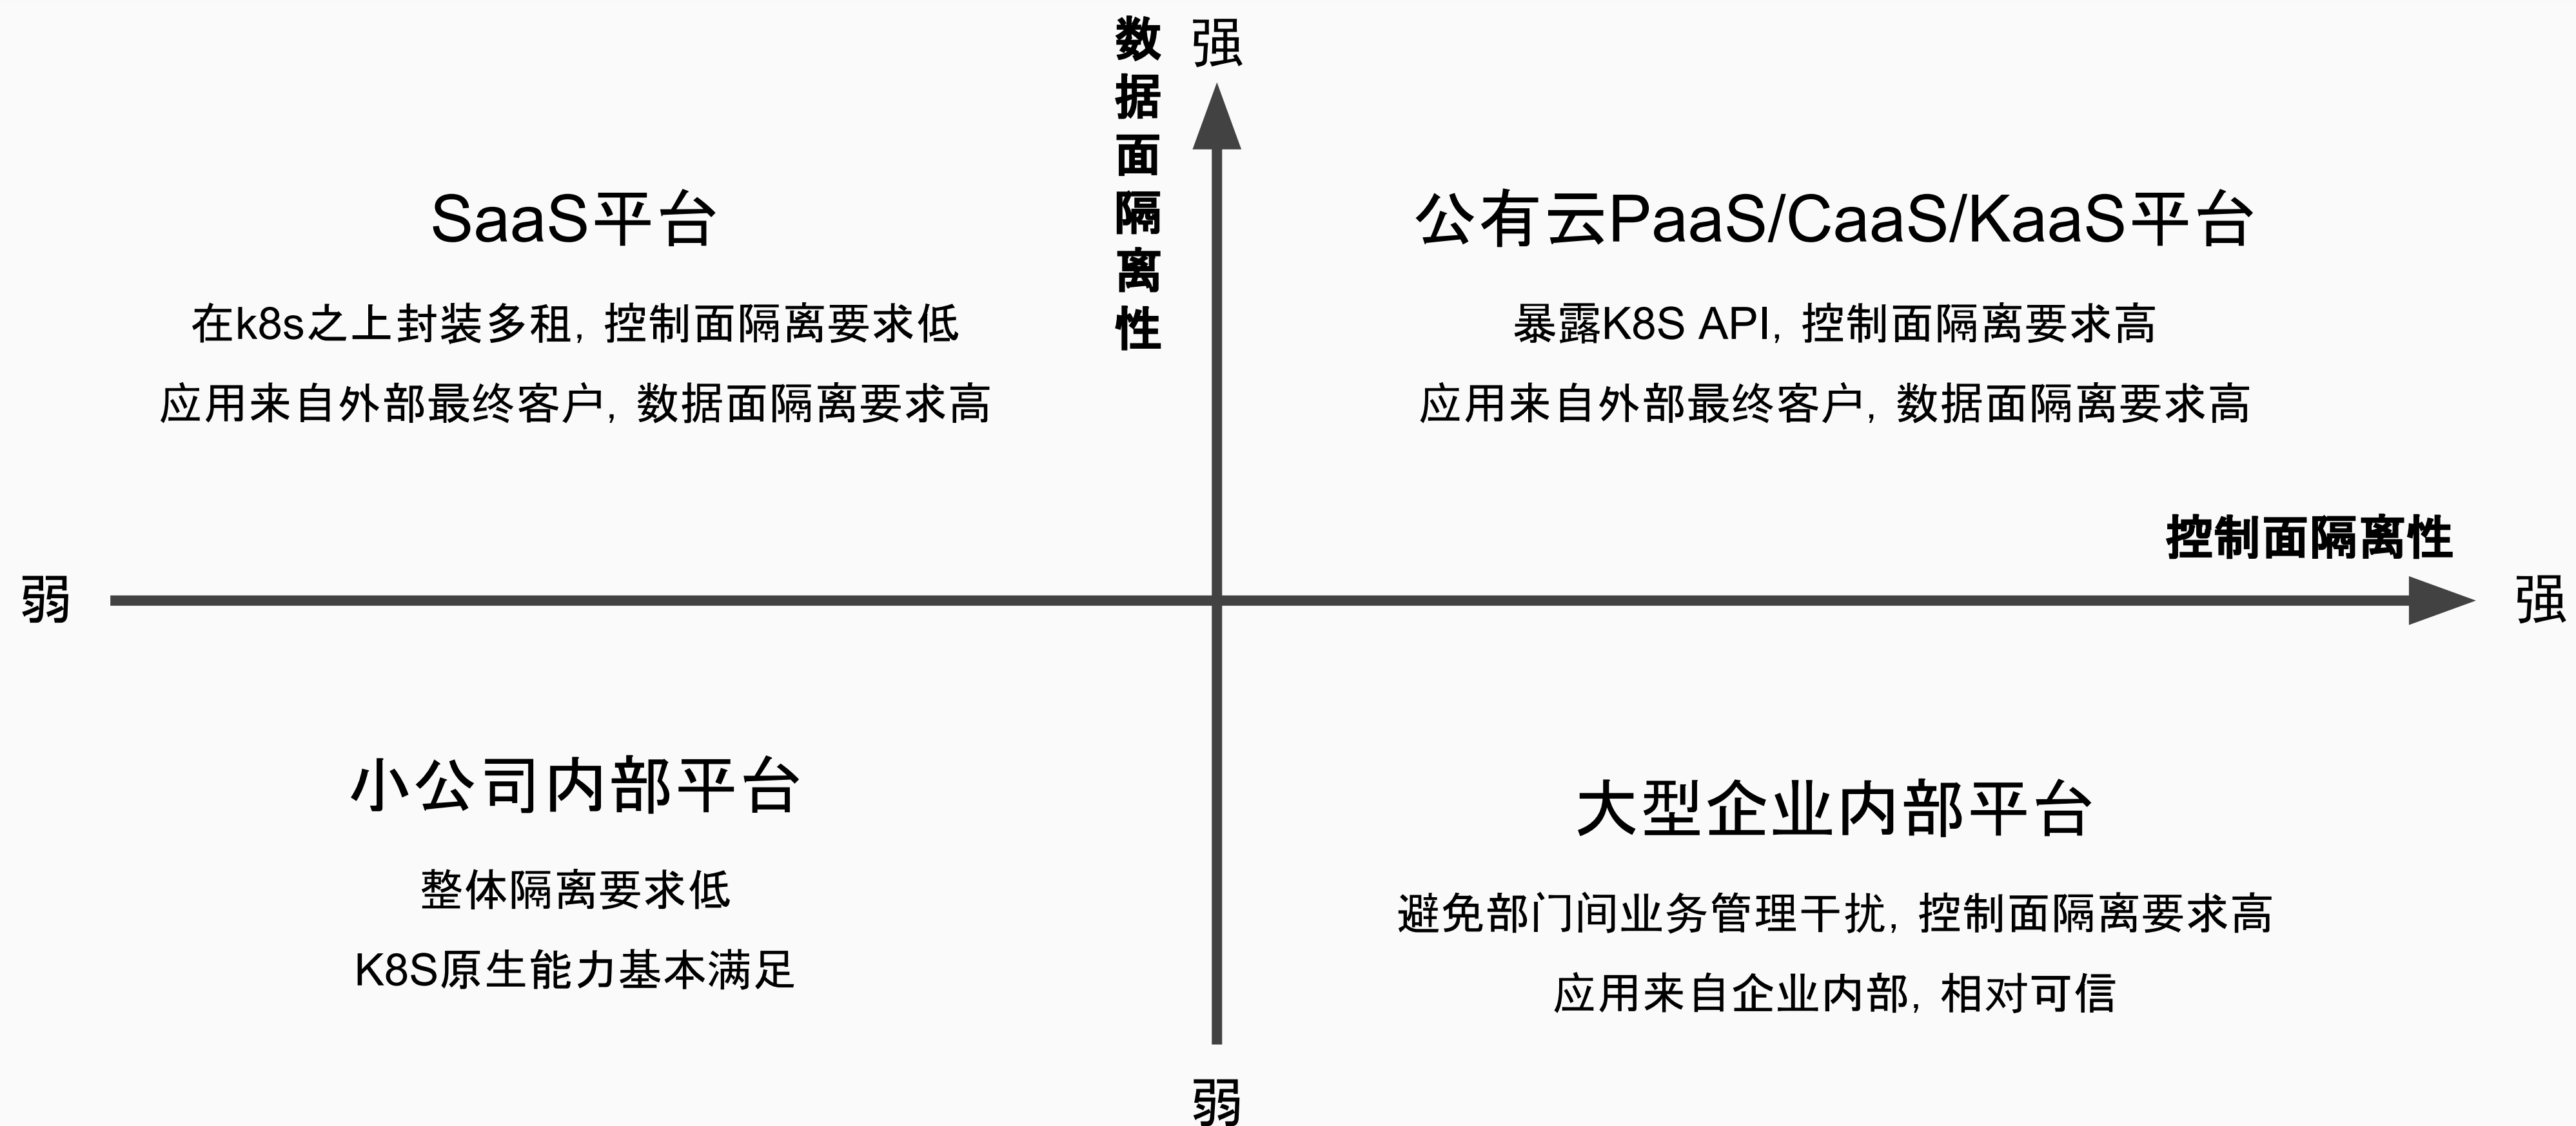 数据面隔离性
强
SaaS平台
在k8s之上封装多租，控制面隔离要求低
应用来自外部最终客户，数据面隔离要求高
公有云PaaS/CaaS/KaaS平台
暴露K8S API，控制面隔离要求高
应用来自外部最终客户，数据面隔离要求高
控制面隔离性
弱
强
小公司内部平台
整体隔离要求低
K8S原生能力基本满足
大型企业内部平台
避免部门间业务管理干扰，控制面隔离要求高
应用来自企业内部，相对可信
弱